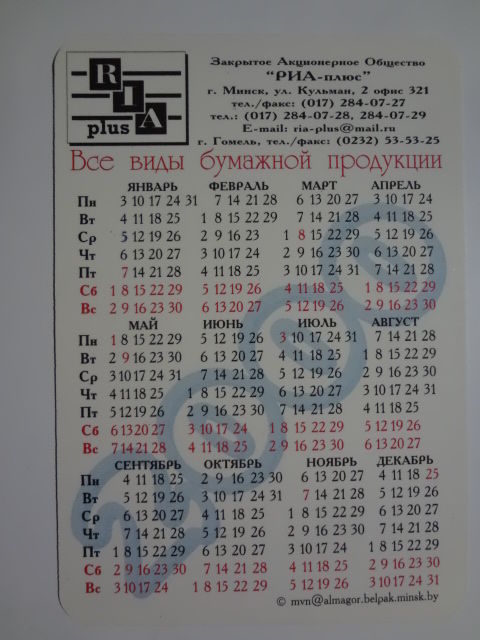 RIA
plus
Закрытое Акционерное Общество
"РИА-плюс"
г. Минск, ул. Кульман, 2 офис 321
тел./факс: (017) 284-07-27
тел.: (017) 284-07-28, 284-07-29
E-mail: ria-plus@mail.ru
г. Гомель, тел./факс: (0232) 53-53-25
Все виды бумажной продукции
ЯНВАРЬ ФЕВРАЛЬ МАРТ АПРЕЛЬ
Пн 3 10 17 24 31 7 14 21 28 6 13 20 27 3 10 17 24
Вт 4 11 18 25 1 8 15 22 29 7 14 21 28 4 11 18 25
Ср 5 12 19 26 2 9 16 23 1 8 15 22 29 5 12 19 26
Чт 6 13 20 27 3 10 17 24 2 9 16 23 30 6 13 20 27
Пт 7 14 21 28 4 11 18 25 3 10 17 24 31 7 14 21 28
Сб 1 8 15 22 29 5 12 19 26 4 11 18 25 1 8 15 22 29
Вс 2 9 16 23 30 6 13 20 27 5 12 19 26 2 9 16 23 30
МАЙ ИЮНЬ ИЮЛЬ АВГУСТ
Пн 1 8 15 22 29 5 12 19 26 3 10 17 24 31 7 14 21 28
Вт 2 9 16 23 30 6 13 20 27 4 11 18 25 1 8 15 22 29
Ср 3 10 17 24 31 7 14 21 28 5 12 19 26 2 9 16 23 30
Чт 4 11 18 25 1 8 15 22 29 6 13 20 27 3 10 17 24 31
Пт 5 12 19 26 2 9 16 23 30 7 14 21 28 4 11 18 25
Сб 6 13 20 27 3 10 17 24 1 8 15 22 29 5 12 19 26
Вс 7 14 21 28 4 11 18 25 2 9 16 23 30 6 13 20 27
СЕНТЯБРЬ ОКТЯБРЬ НОЯБРЬ ДЕКАБРЬ
Пн 4 11 18 25 2 9 16 23 30 6 13 20 27 4 11 18 25
Вт 5 12 19 26 3 10 17 24 31 7 14 21 28 5 12 19 26
Ср 6 13 20 27 4 11 18 25 1 8 15 22 29 6 13 20 27
Чт 7 14 21 28 5 12 19 26 2 9 16 23 30 7 14 21 28
Пт 1 8 15 22 29 6 13 20 27 3 10 17 24 1 8 15 22 29
Сб 2 9 16 23 30 7 14 21 28 4 11 18 25 2 9 16 23 30
Вс 3 10 17 24 1 8 15 22 29 5 12 19 26 3 10 17 24 31
2000
© mvn@almagor.belpak.minsk.by